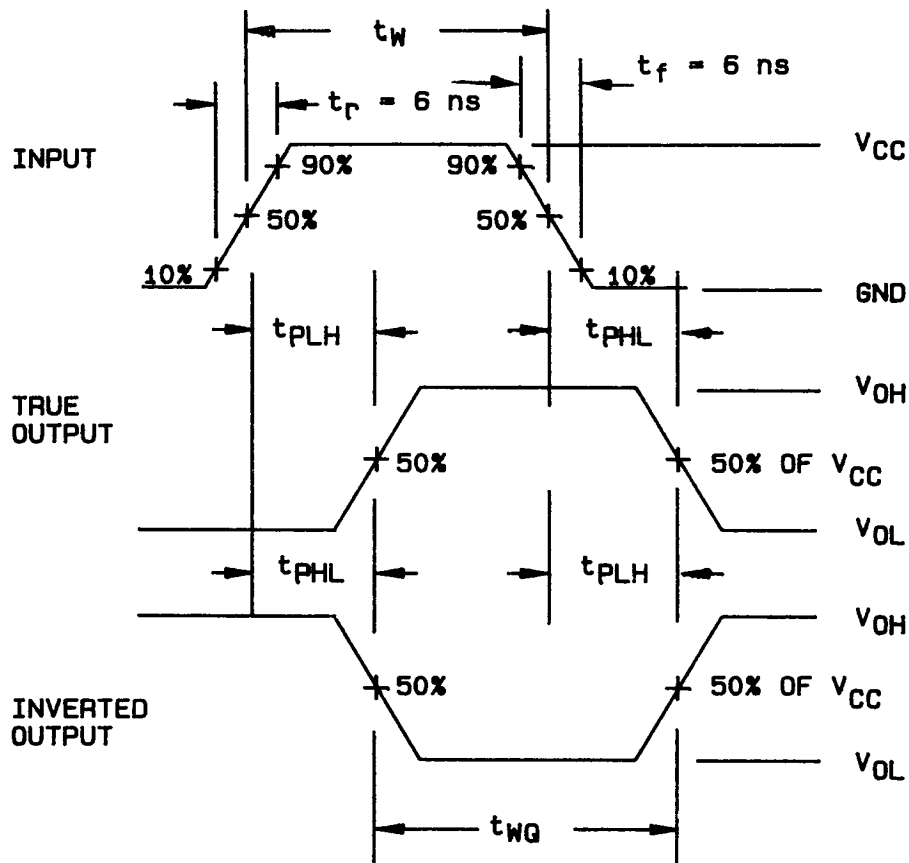 tW
tf = 6 ns
tr = 6 ns
INPUT
VCC
90%
90%
50%
50%
10%
10%
GND
tPLH
tPHL
VOH
TRUE
OUTPUT
50%
50% OF VCC
VOL
tPHL
tPLH
VOH
50%
50% OF VCC
INVERTED
OUTPUT
VOL
tWQ